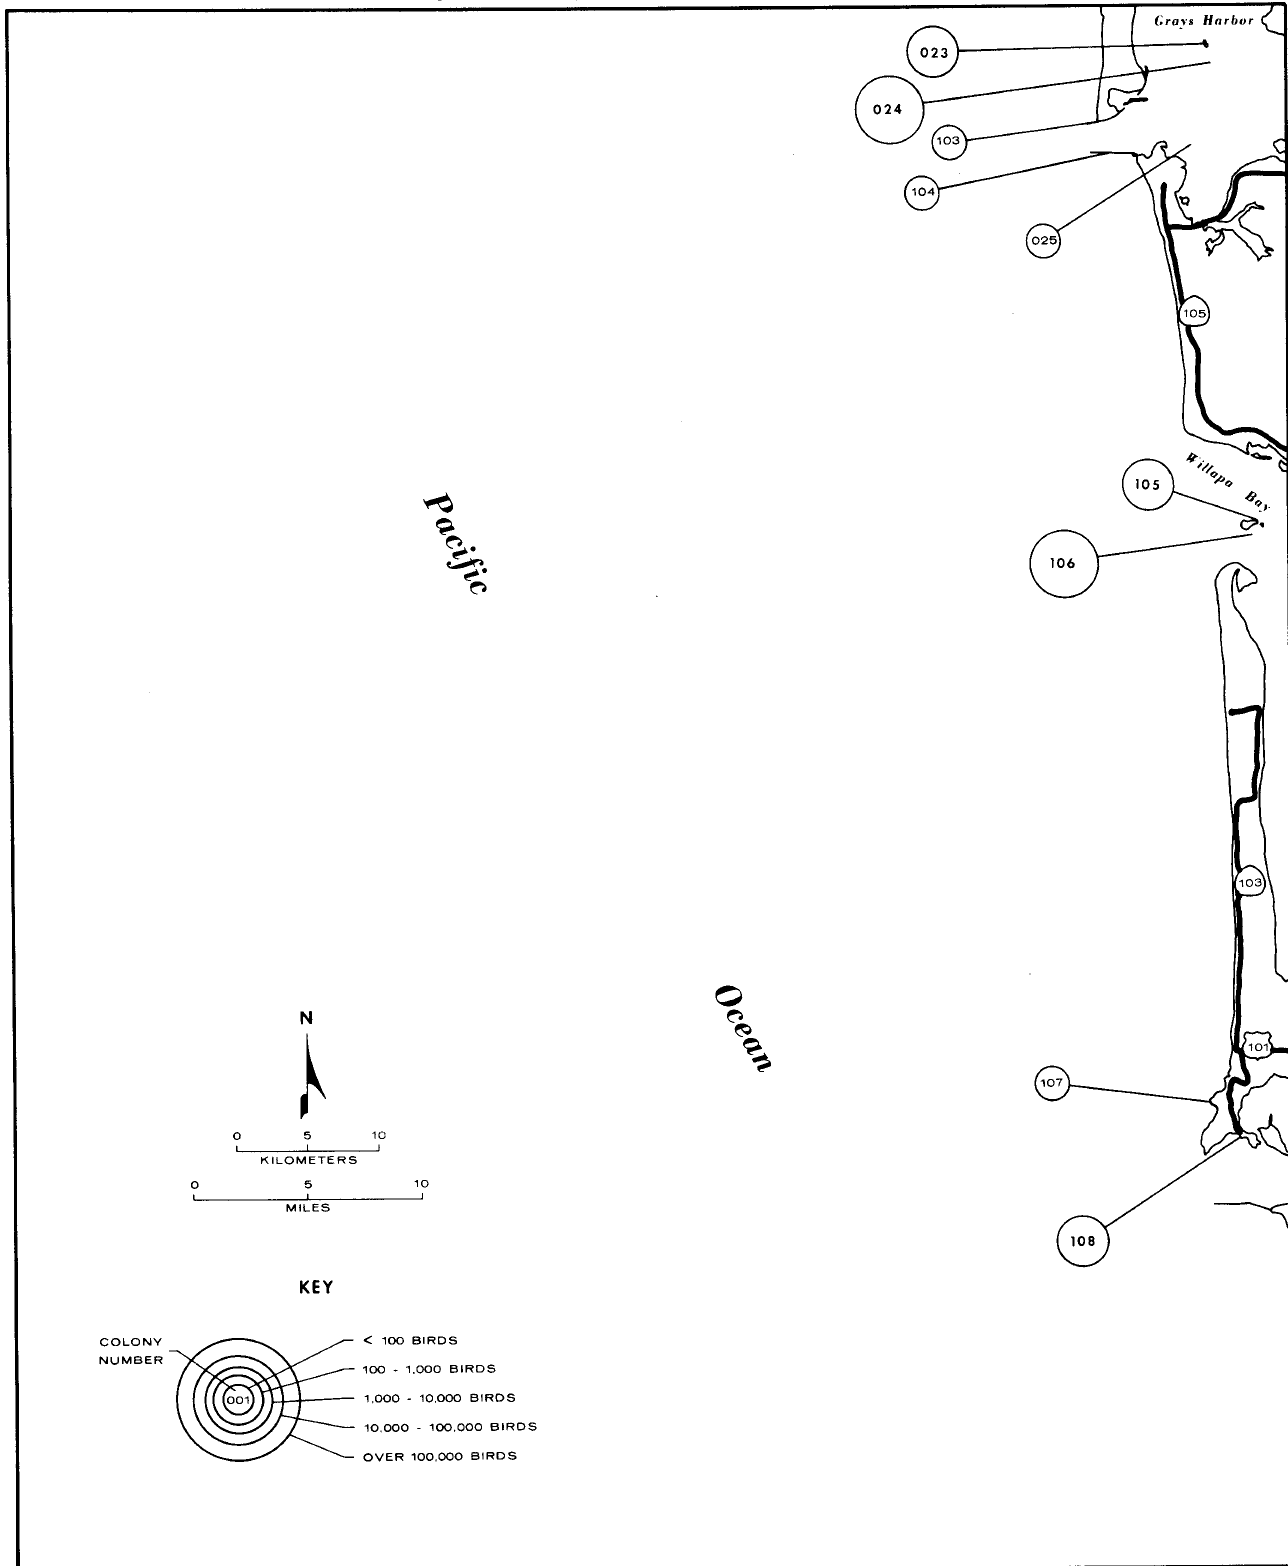 Grays Harbor
023
024
103
104
025
105
Willapa Bay
105
106
Pacific
103
Ocean
N
101
107
0 5 10
KILOMETERS
0 5 10
MILES
108
KEY
COLONY
NUMBER
001
< 100 BIRDS
100 - 1,000 BIRDS
1,000 - 10,000 BIRDS
10,000 - 100,000 BIRDS
OVER 100,000 BIRDS